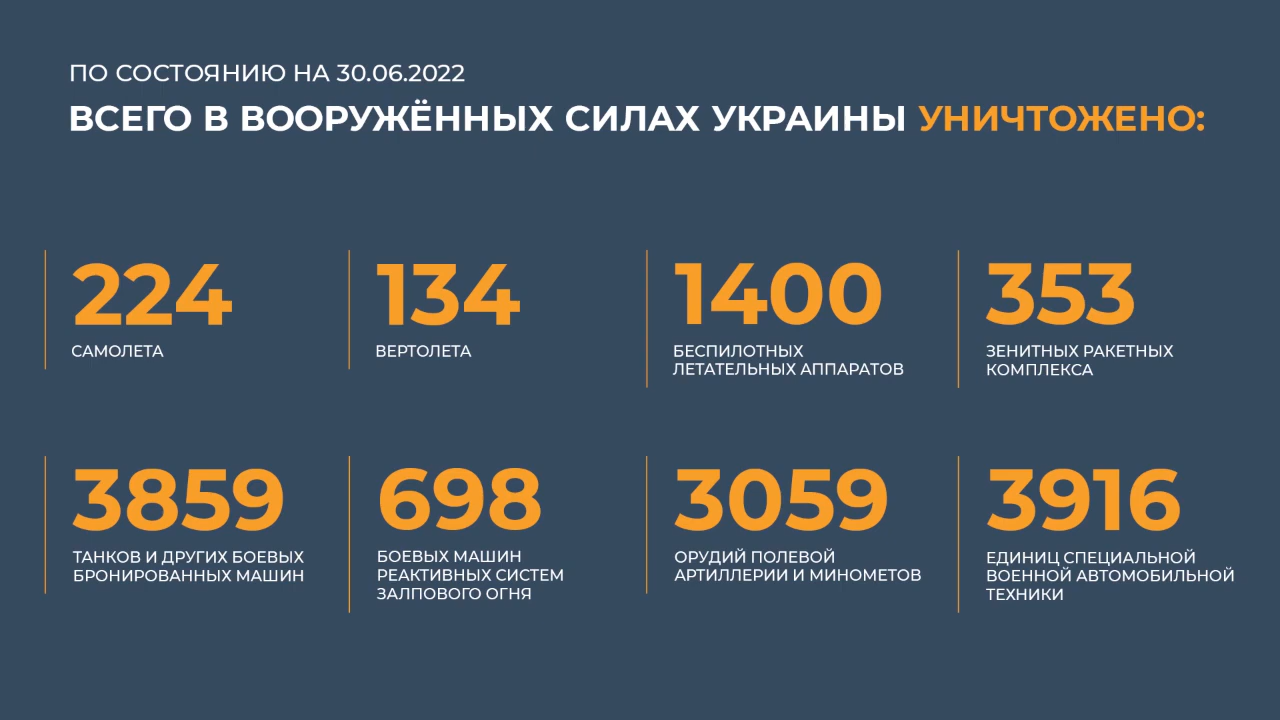 ПО СОСТОЯНИЮ НА 30.06.2022
ВСЕГО В ВООРУЖЁННЫХ СИЛАХ УКРАИНЫ УНИЧТОЖЕНО:
224
САМОЛЕТА
134
ВЕРТОЛЕТА
1400
БЕСПИЛОТНЫХ
ЛЕТАТЕЛЬНЫХ АППАРАТОВ
353
ЗЕНИТНЫХ РАКЕТНЫХ
КОМПЛЕКСА
3859
ТАНКОВ И ДРУГИХ БОЕВЫХ
БРОНИРОВАННЫХ МАШИН
698
БОЕВЫХ МАШИН
РЕАКТИВНЫХ СИСТЕМ
ЗАЛПОВОГО ОГНЯ
3059
ОРУДИЙ ПОЛЕВОЙ
АРТИЛЛЕРИИ И МИНОМЕТОВ
3916
ЕДИНИЦ СПЕЦИАЛЬНОЙ
ВОЕННОЙ АВТОМОБИЛЬНОЙ
ТЕХНИКИ